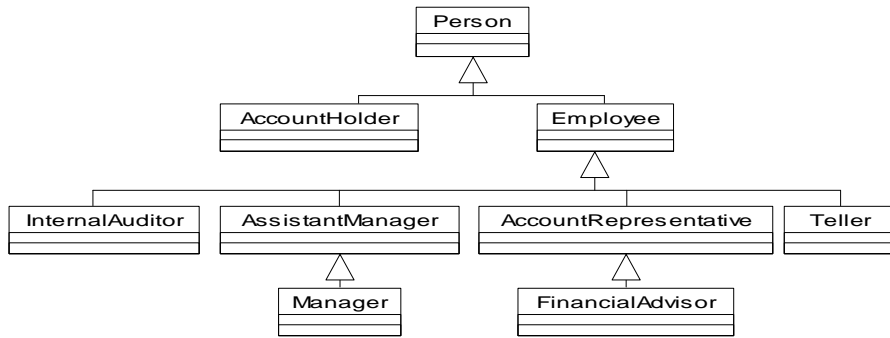 Person
AccountHolder
Employee
InternalAuditor
AssistantManager
AccountRepresentative
Teller
Manager
FinancialAdvisor